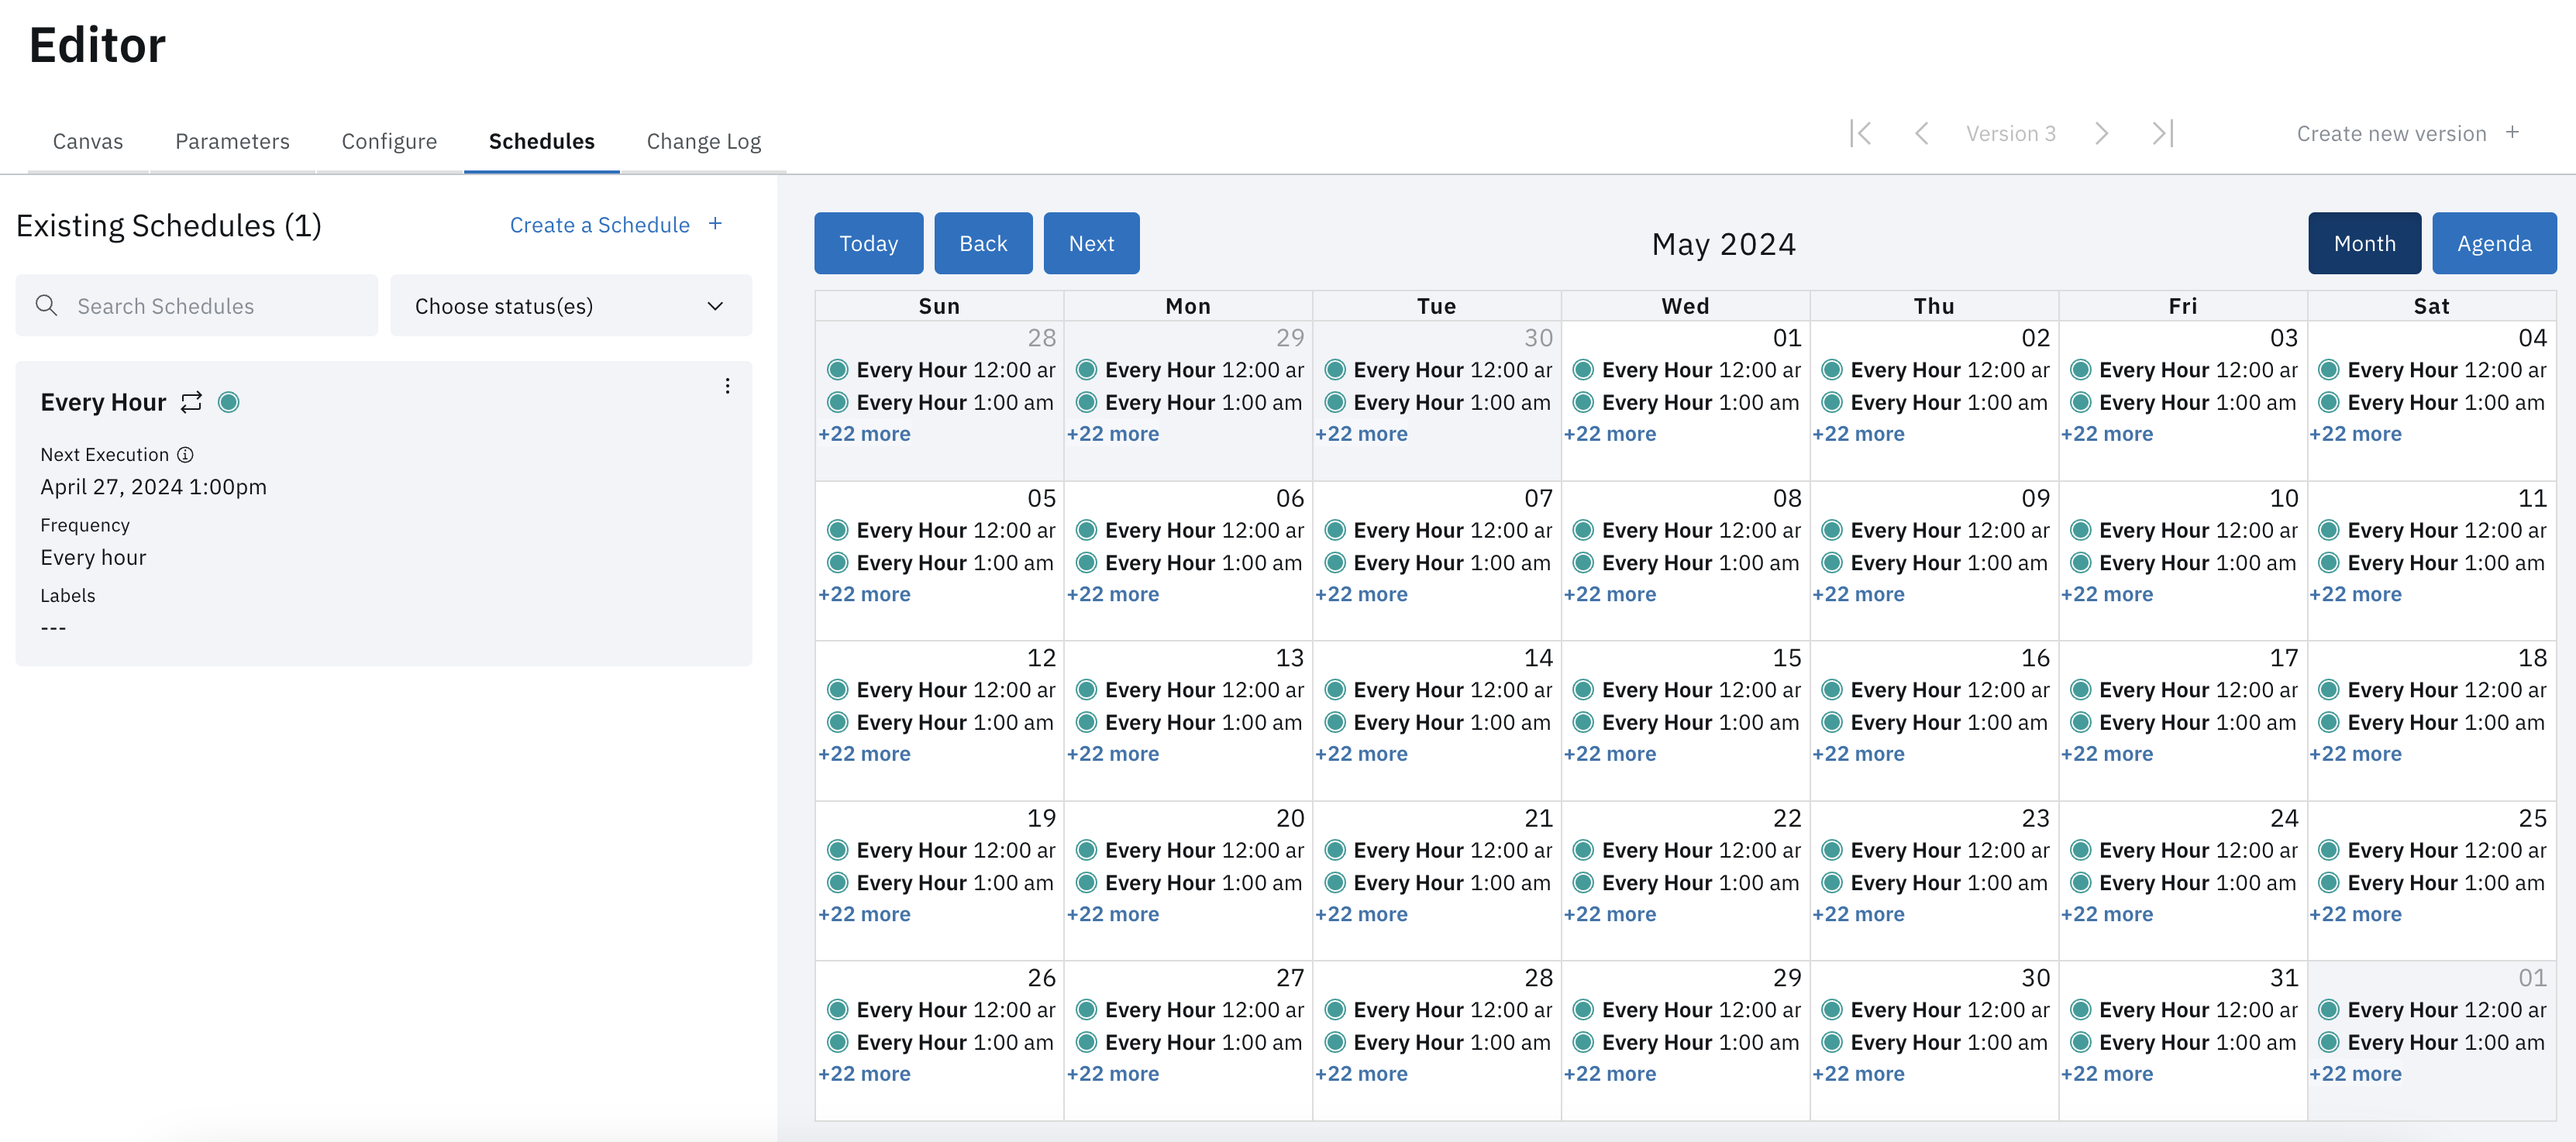 Editor
Canvas Parameters Configure Schedules Change Log Version 3 Create new version +
Existing Schedules (1) Create a Schedule +
Search Schedules Choose status(es)
Every Hour
Next Execution
April 27, 2024 1:00pm
Frequency
Every hour
Labels
---
Today Back Next May 2024 Month Agenda
Sun Mon Tue Wed Thu Fri Sat
28 29 30 01 02 03 04
Every Hour 12:00 ar Every Hour 12:00 ar Every Hour 12:00 ar Every Hour 12:00 ar Every Hour 12:00 ar Every Hour 12:00 ar Every Hour 12:00 ar
Every Hour 1:00 am Every Hour 1:00 am Every Hour 1:00 am Every Hour 1:00 am Every Hour 1:00 am Every Hour 1:00 am Every Hour 1:00 am
+22 more +22 more +22 more +22 more +22 more +22 more +22 more
05 06 07 08 09 10 11
Every Hour 12:00 ar Every Hour 12:00 ar Every Hour 12:00 ar Every Hour 12:00 ar Every Hour 12:00 ar Every Hour 12:00 ar Every Hour 12:00 ar
Every Hour 1:00 am Every Hour 1:00 am Every Hour 1:00 am Every Hour 1:00 am Every Hour 1:00 am Every Hour 1:00 am Every Hour 1:00 am
+22 more +22 more +22 more +22 more +22 more +22 more +22 more
12 13 14 15 16 17 18
Every Hour 12:00 ar Every Hour 12:00 ar Every Hour 12:00 ar Every Hour 12:00 ar Every Hour 12:00 ar Every Hour 12:00 ar Every Hour 12:00 ar
Every Hour 1:00 am Every Hour 1:00 am Every Hour 1:00 am Every Hour 1:00 am Every Hour 1:00 am Every Hour 1:00 am Every Hour 1:00 am
+22 more +22 more +22 more +22 more +22 more +22 more +22 more
19 20 21 22 23 24 25
Every Hour 12:00 ar Every Hour 12:00 ar Every Hour 12:00 ar Every Hour 12:00 ar Every Hour 12:00 ar Every Hour 12:00 ar Every Hour 12:00 ar
Every Hour 1:00 am Every Hour 1:00 am Every Hour 1:00 am Every Hour 1:00 am Every Hour 1:00 am Every Hour 1:00 am Every Hour 1:00 am
+22 more +22 more +22 more +22 more +22 more +22 more +22 more
26 27 28 29 30 31 01
Every Hour 12:00 ar Every Hour 12:00 ar Every Hour 12:00 ar Every Hour 12:00 ar Every Hour 12:00 ar Every Hour 12:00 ar Every Hour 12:00 ar
Every Hour 1:00 am Every Hour 1:00 am Every Hour 1:00 am Every Hour 1:00 am Every Hour 1:00 am Every Hour 1:00 am Every Hour 1:00 am
+22 more +22 more +22 more +22 more +22 more +22 more +22 more